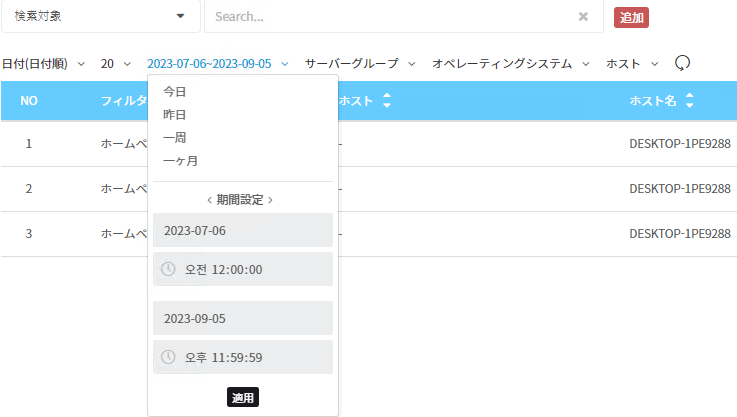 検索対象 Search... 追加
日付(日付順) 20 2023-07-06~2023-09-05 サーバーグループ オペレーティングシステム ホスト
NO フィルタ ホスト ホスト名
今日
昨日
一周
一ヶ月
1 ホームペ - DESKTOP-1PE9288
2 ホームペ - DESKTOP-1PE9288
3 ホームペ - DESKTOP-1PE9288
< 期間設定 >
2023-07-06
오전 12:00:00
2023-09-05
오후 11:59:59
適用